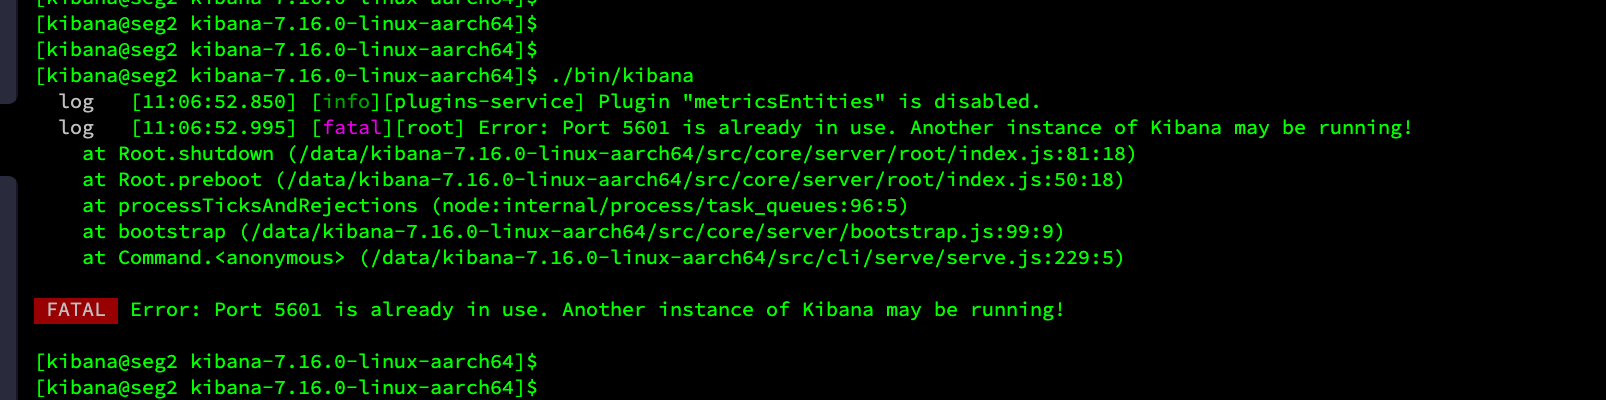 [kibana@seg2 kibana-7.16.0-linux-aarch64]$
[kibana@seg2 kibana-7.16.0-linux-aarch64]$
[kibana@seg2 kibana-7.16.0-linux-aarch64]$
[kibana@seg2 kibana-7.16.0-linux-aarch64]$ ./bin/kibana
  log   [11:06:52.850] [info][plugins-service] Plugin "metricsEntities" is disabled.
  log   [11:06:52.995] [fatal][root] Error: Port 5601 is already in use. Another instance of Kibana may be running!
    at Root.shutdown (/data/kibana-7.16.0-linux-aarch64/src/core/server/root/index.js:81:18)
    at Root.preboot (/data/kibana-7.16.0-linux-aarch64/src/core/server/root/index.js:50:18)
    at processTicksAndRejections (node:internal/process/task_queues:96:5)
    at bootstrap (/data/kibana-7.16.0-linux-aarch64/src/core/server/bootstrap.js:99:9)
    at Command.<anonymous> (/data/kibana-7.16.0-linux-aarch64/src/cli/serve/serve.js:229:5)
 FATAL  Error: Port 5601 is already in use. Another instance of Kibana may be running!
[kibana@seg2 kibana-7.16.0-linux-aarch64]$
[kibana@seg2 kibana-7.16.0-linux-aarch64]$